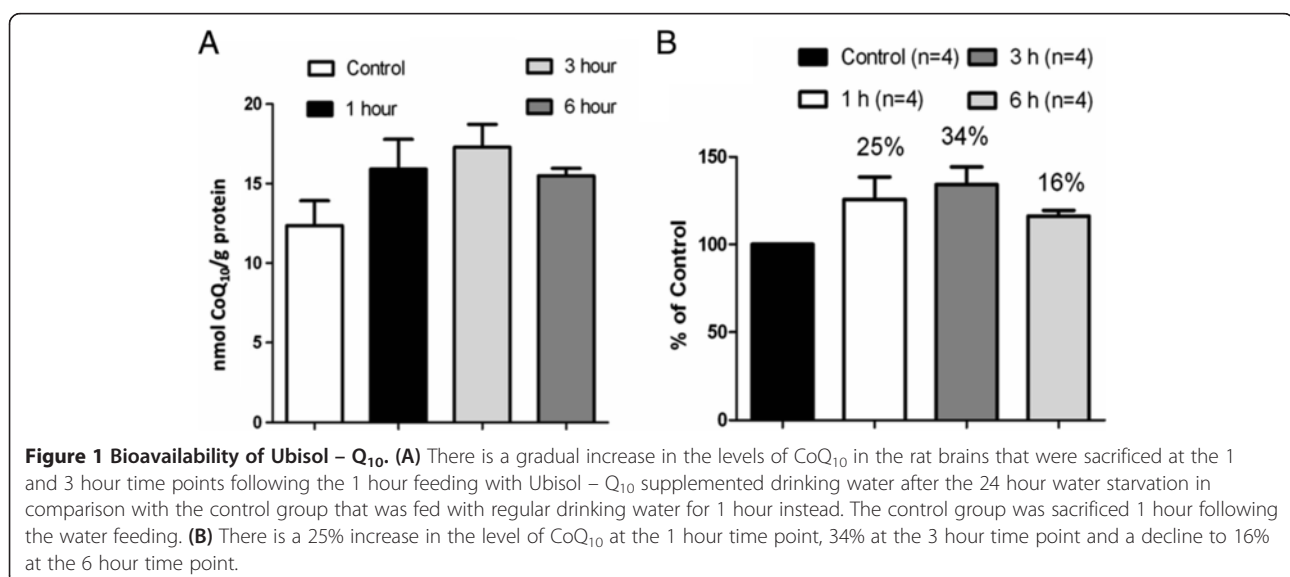 A
Control
3 hour
1 hour
6 hour
nmol CoQ10/g protein
20
15
10
5
0
B
Control (n=4)
3 h (n=4)
1 h (n=4)
6 h (n=4)
% of Control
150
100
50
0
25%
34%
16%
Figure 1 Bioavailability of Ubisol – Q10. (A) There is a gradual increase in the levels of CoQ10 in the rat brains that were sacrificed at the 1
and 3 hour time points following the 1 hour feeding with Ubisol – Q10 supplemented drinking water after the 24 hour water starvation in
comparison with the control group that was fed with regular drinking water for 1 hour instead. The control group was sacrificed 1 hour following
the water feeding. (B) There is a 25% increase in the level of CoQ10 at the 1 hour time point, 34% at the 3 hour time point and a decline to 16%
at the 6 hour time point.